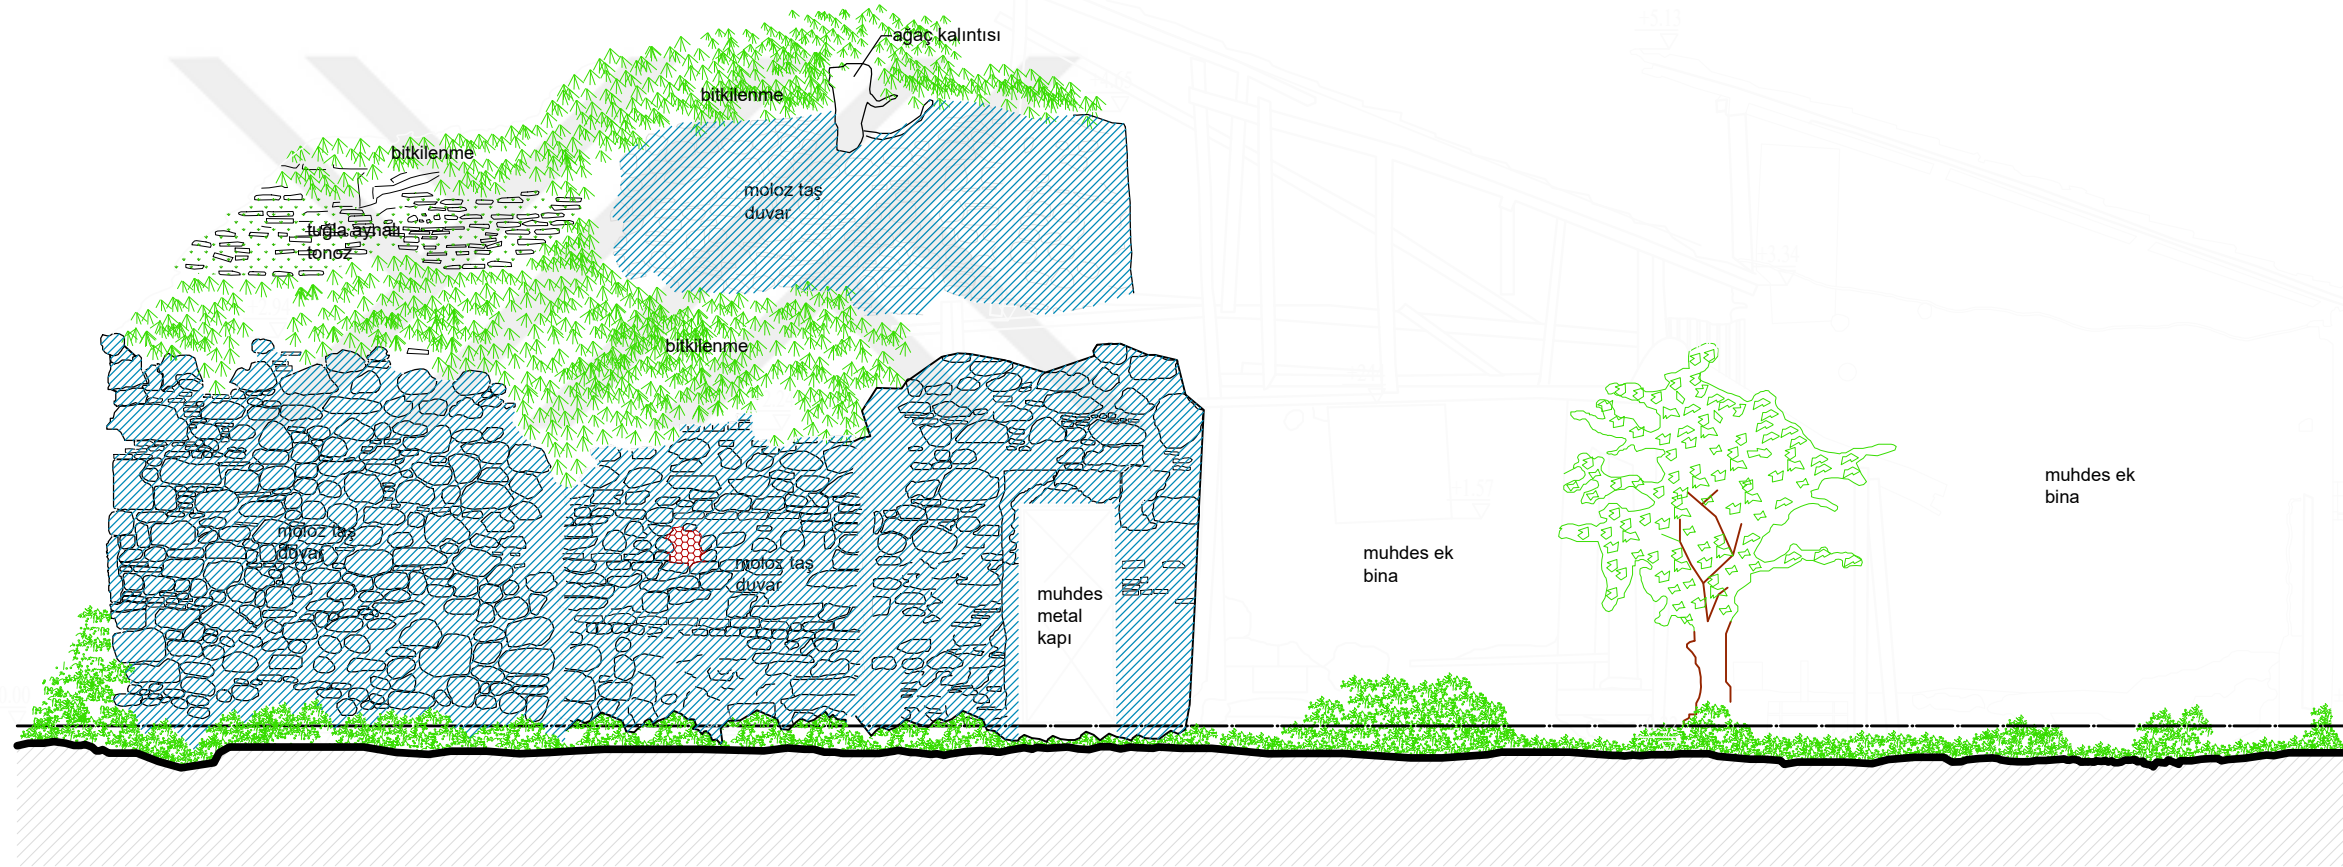 ağaç kalıntısı
bitkilenme
bitkilenme
moloz taş
duvar
tuğla aynalı
tonoz
bitkilenme
muhdes ek
bina
moloz taş
duvar
moloz taş
duvar
muhdes ek
bina
muhdes
metal
kapı